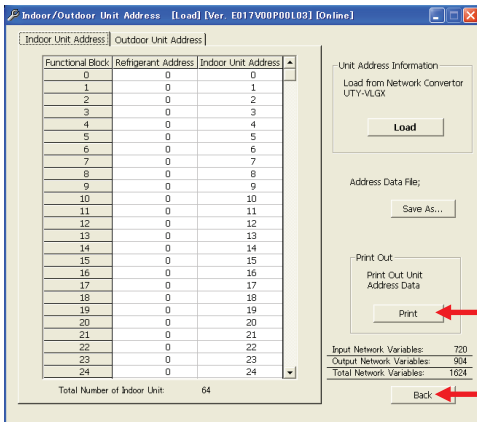 Indoor/Outdoor Unit Address [Load] [Ver. E017V00P00L03] [Online]
Indoor Unit Address Outdoor Unit Address
Functional Block Refrigerant Address Indoor Unit Address
0 0 0
1 0 1
2 0 2
3 0 3
4 0 4
5 0 5
6 0 6
7 0 7
8 0 8
9 0 9
10 0 10
11 0 11
12 0 12
13 0 13
14 0 14
15 0 15
16 0 16
17 0 17
18 0 18
19 0 19
20 0 20
21 0 21
22 0 22
23 0 23
24 0 24
Total Number of Indoor Unit: 64
Unit Address Information
Load from Network Convertor
UTY-VLGX
Load
Address Data File;
Save As...
Print Out
Print Out Unit
Address Data
Print
Input Network Variables: 720
Output Network Variables: 904
Total Network Variables: 1624
Back